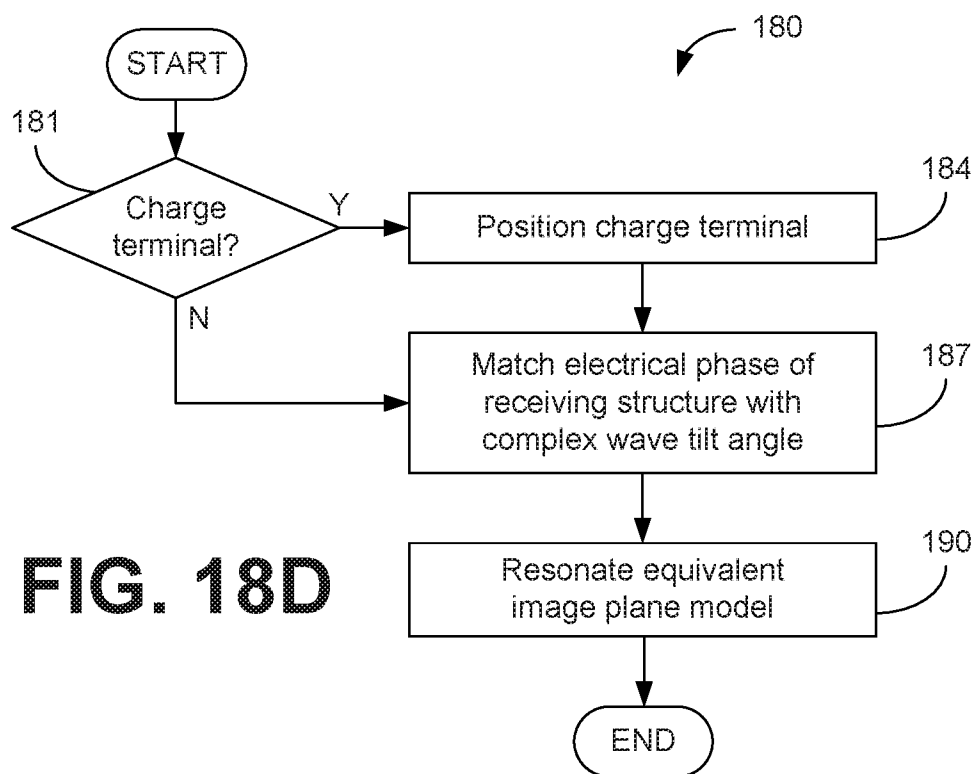 180
START
181
Charge
terminal?
Y
N
184
Position charge terminal
187
Match electrical phase of
receiving structure with
complex wave tilt angle
190
Resonate equivalent
image plane model
END
FIG. 18D